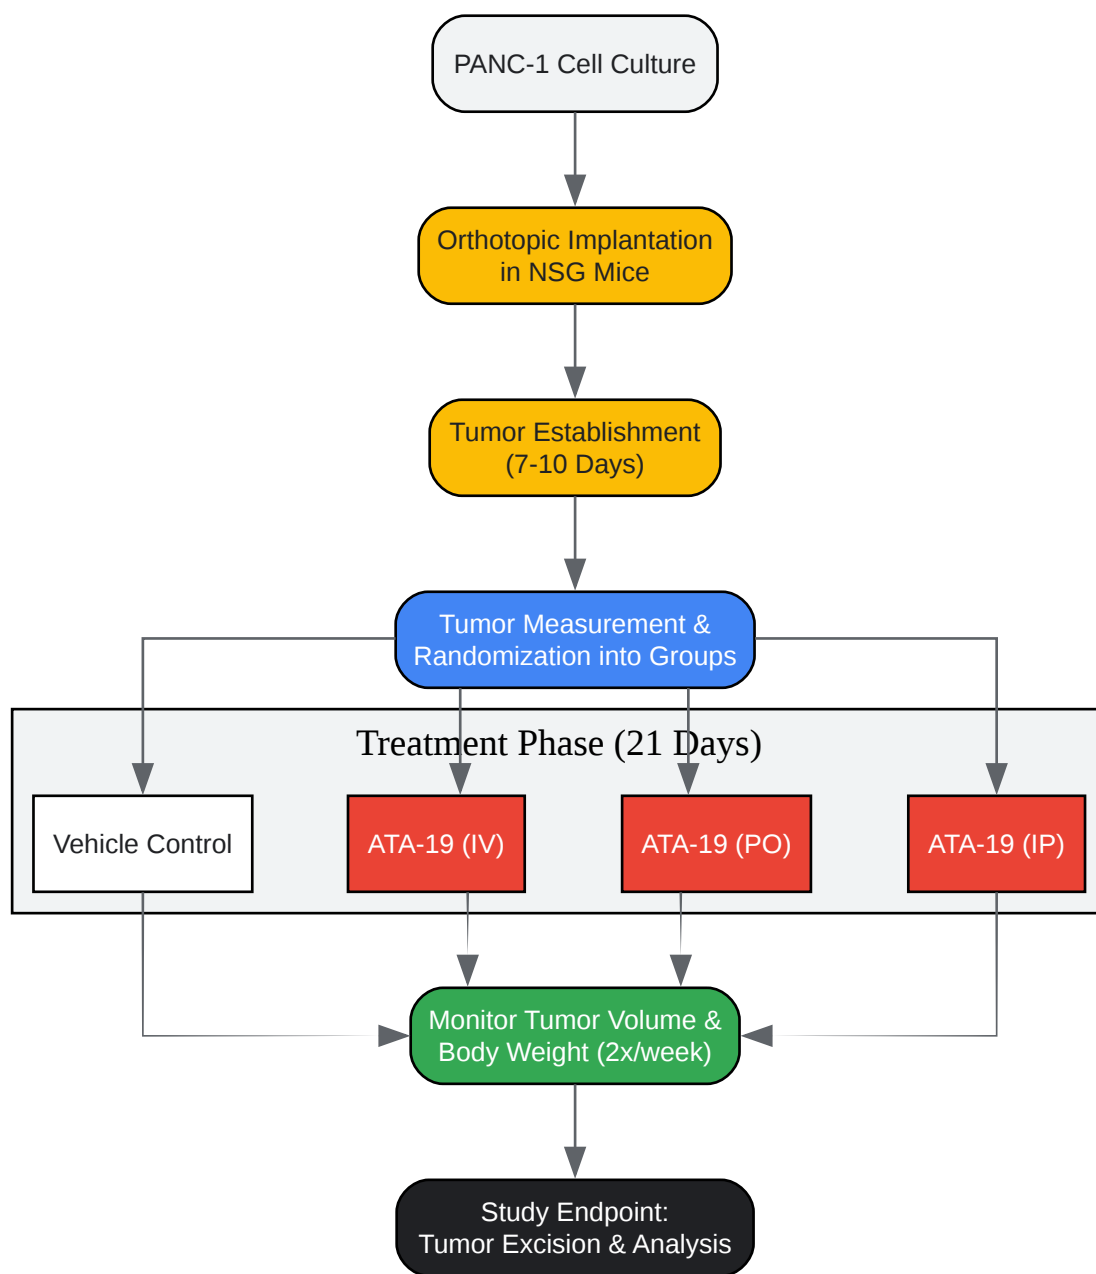 PANC-1 Cell Culture
Orthotopic Implantation
in NSG Mice
Tumor Establishment
(7-10 Days)
Tumor Measurement &
Randomization into Groups
Treatment Phase (21 Days)
Vehicle Control
ATA-19 (IV)
ATA-19 (PO)
ATA-19 (IP)
Monitor Tumor Volume &
Body Weight (2x/week)
Study Endpoint:
Tumor Excision & Analysis